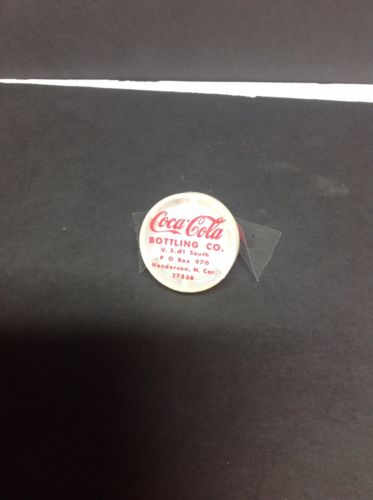 Coca-Cola
BOTTLING CO.
U.S.#1 South
P O Box 970
Henderson, N. Car.
27536